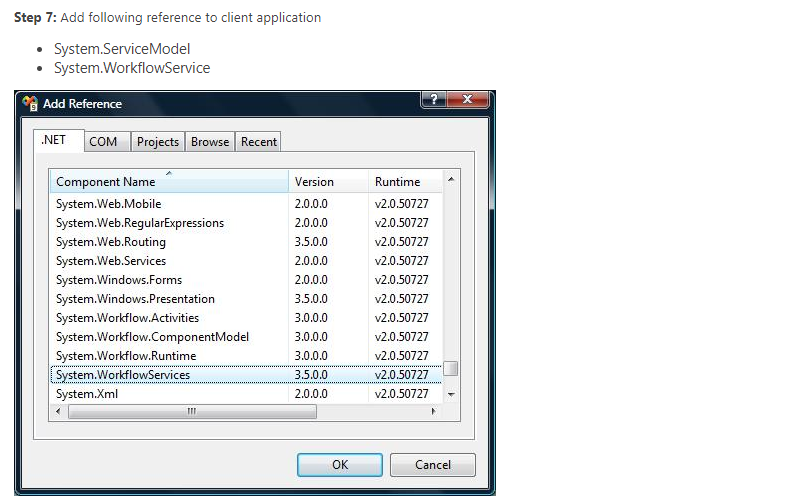 Step 7: Add following reference to client application
• System.ServiceModel
• System.WorkflowService
Add Reference ? X
.NET COM Projects Browse Recent
Component Name Version Runtime
System.Web.Mobile 2.0.0.0 v2.0.50727
System.Web.RegularExpressions 2.0.0.0 v2.0.50727
System.Web.Routing 3.5.0.0 v2.0.50727
System.Web.Services 2.0.0.0 v2.0.50727
System.Windows.Forms 2.0.0.0 v2.0.50727
System.Windows.Presentation 3.5.0.0 v2.0.50727
System.Workflow.Activities 3.0.0.0 v2.0.50727
System.Workflow.ComponentModel 3.0.0.0 v2.0.50727
System.Workflow.Runtime 3.0.0.0 v2.0.50727
System.WorkflowServices 3.5.0.0 v2.0.50727
System.Xml 2.0.0.0 v2.0.50727
OK Cancel